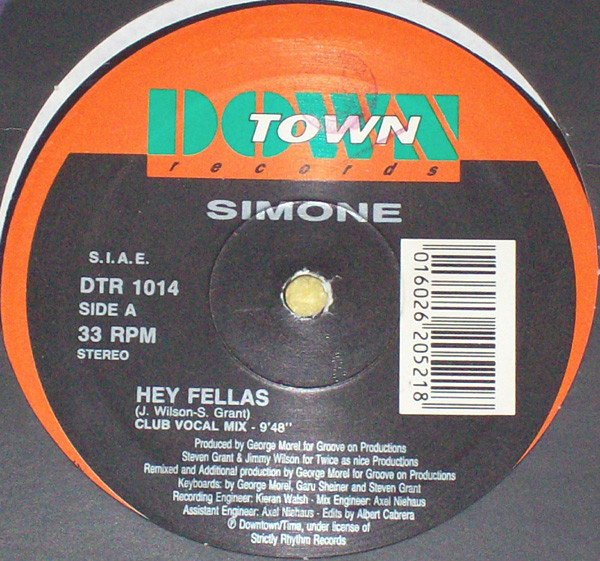 DOWN
TOWN
records
SIMONE
S.I.A.E.
DTR 1014
SIDE A
33 RPM
STEREO
016026 205218
HEY FELLAS
(J. Wilson-S. Grant)
CLUB VOCAL MIX - 9'48"
Produced by George Morel for Groove on Productions
Steven Grant & Jimmy Wilson for Twice as nice Productions
Remixed and Additional production by George Morel for Groove on Productions
Keyboards: by George Morel, Garu Sheiner and Steven Grant
Recording Engineer: Kieran Walsh - Mix Engineer: Axel Niehaus
Assistant Engineer: Axel Niehaus - Edits by Albert Cabrera
℗ Downtown/Time, under license of
Strictly Rhythm Records